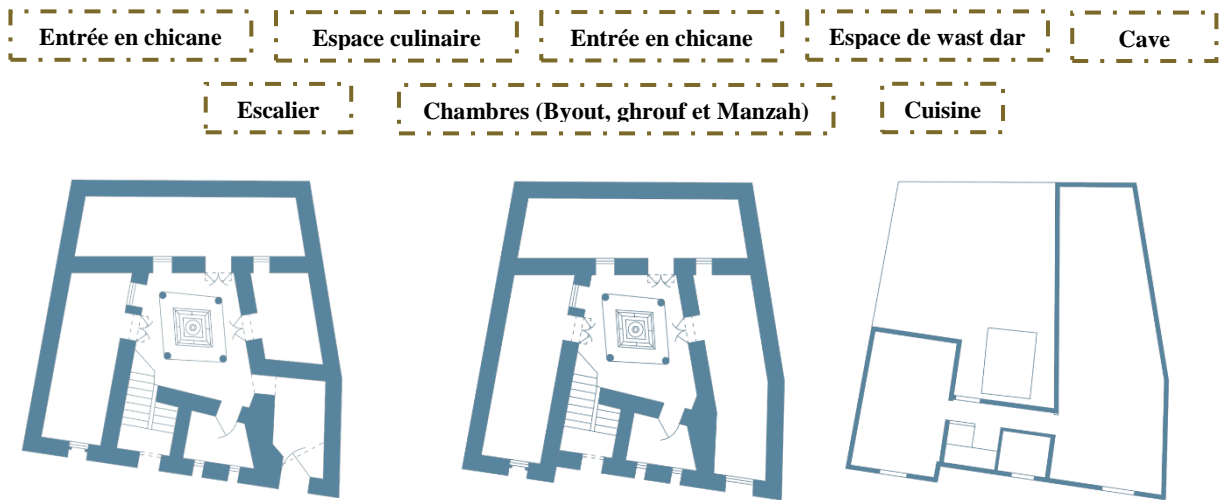 Entrée en chicane
Espace culinaire
Entrée en chicane
Espace de wast dar
Cave
Escalier
Chambres (Byout, ghrouf et Manzah)
Cuisine